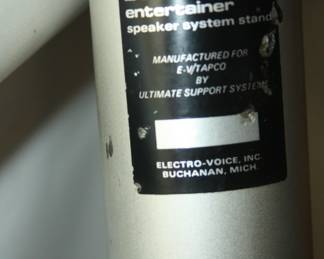 entertainer
speaker system stand
MANUFACTURED FOR
E-V/TAPCO
BY
ULTIMATE SUPPORT SYSTEMS
ELECTRO-VOICE, INC.
BUCHANAN, MICH.